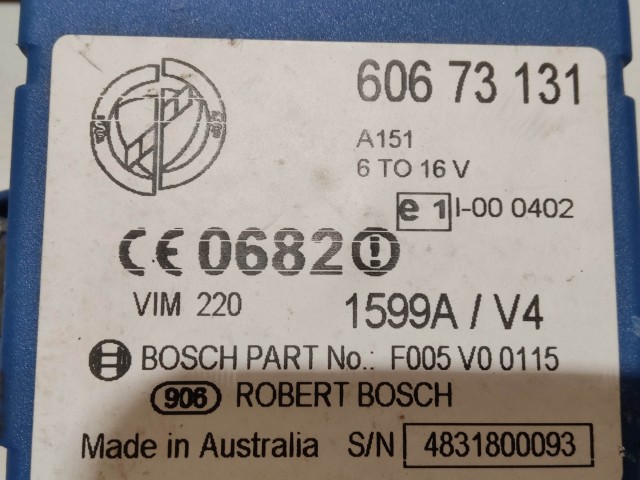 606 73 131
A151
6 TO 16 V
e 1 I-00 0402
CE 0682
VIM 220 1599A / V4
BOSCH PART No.: F005 V0 0115
906 ROBERT BOSCH
Made in Australia S/N 4831800093